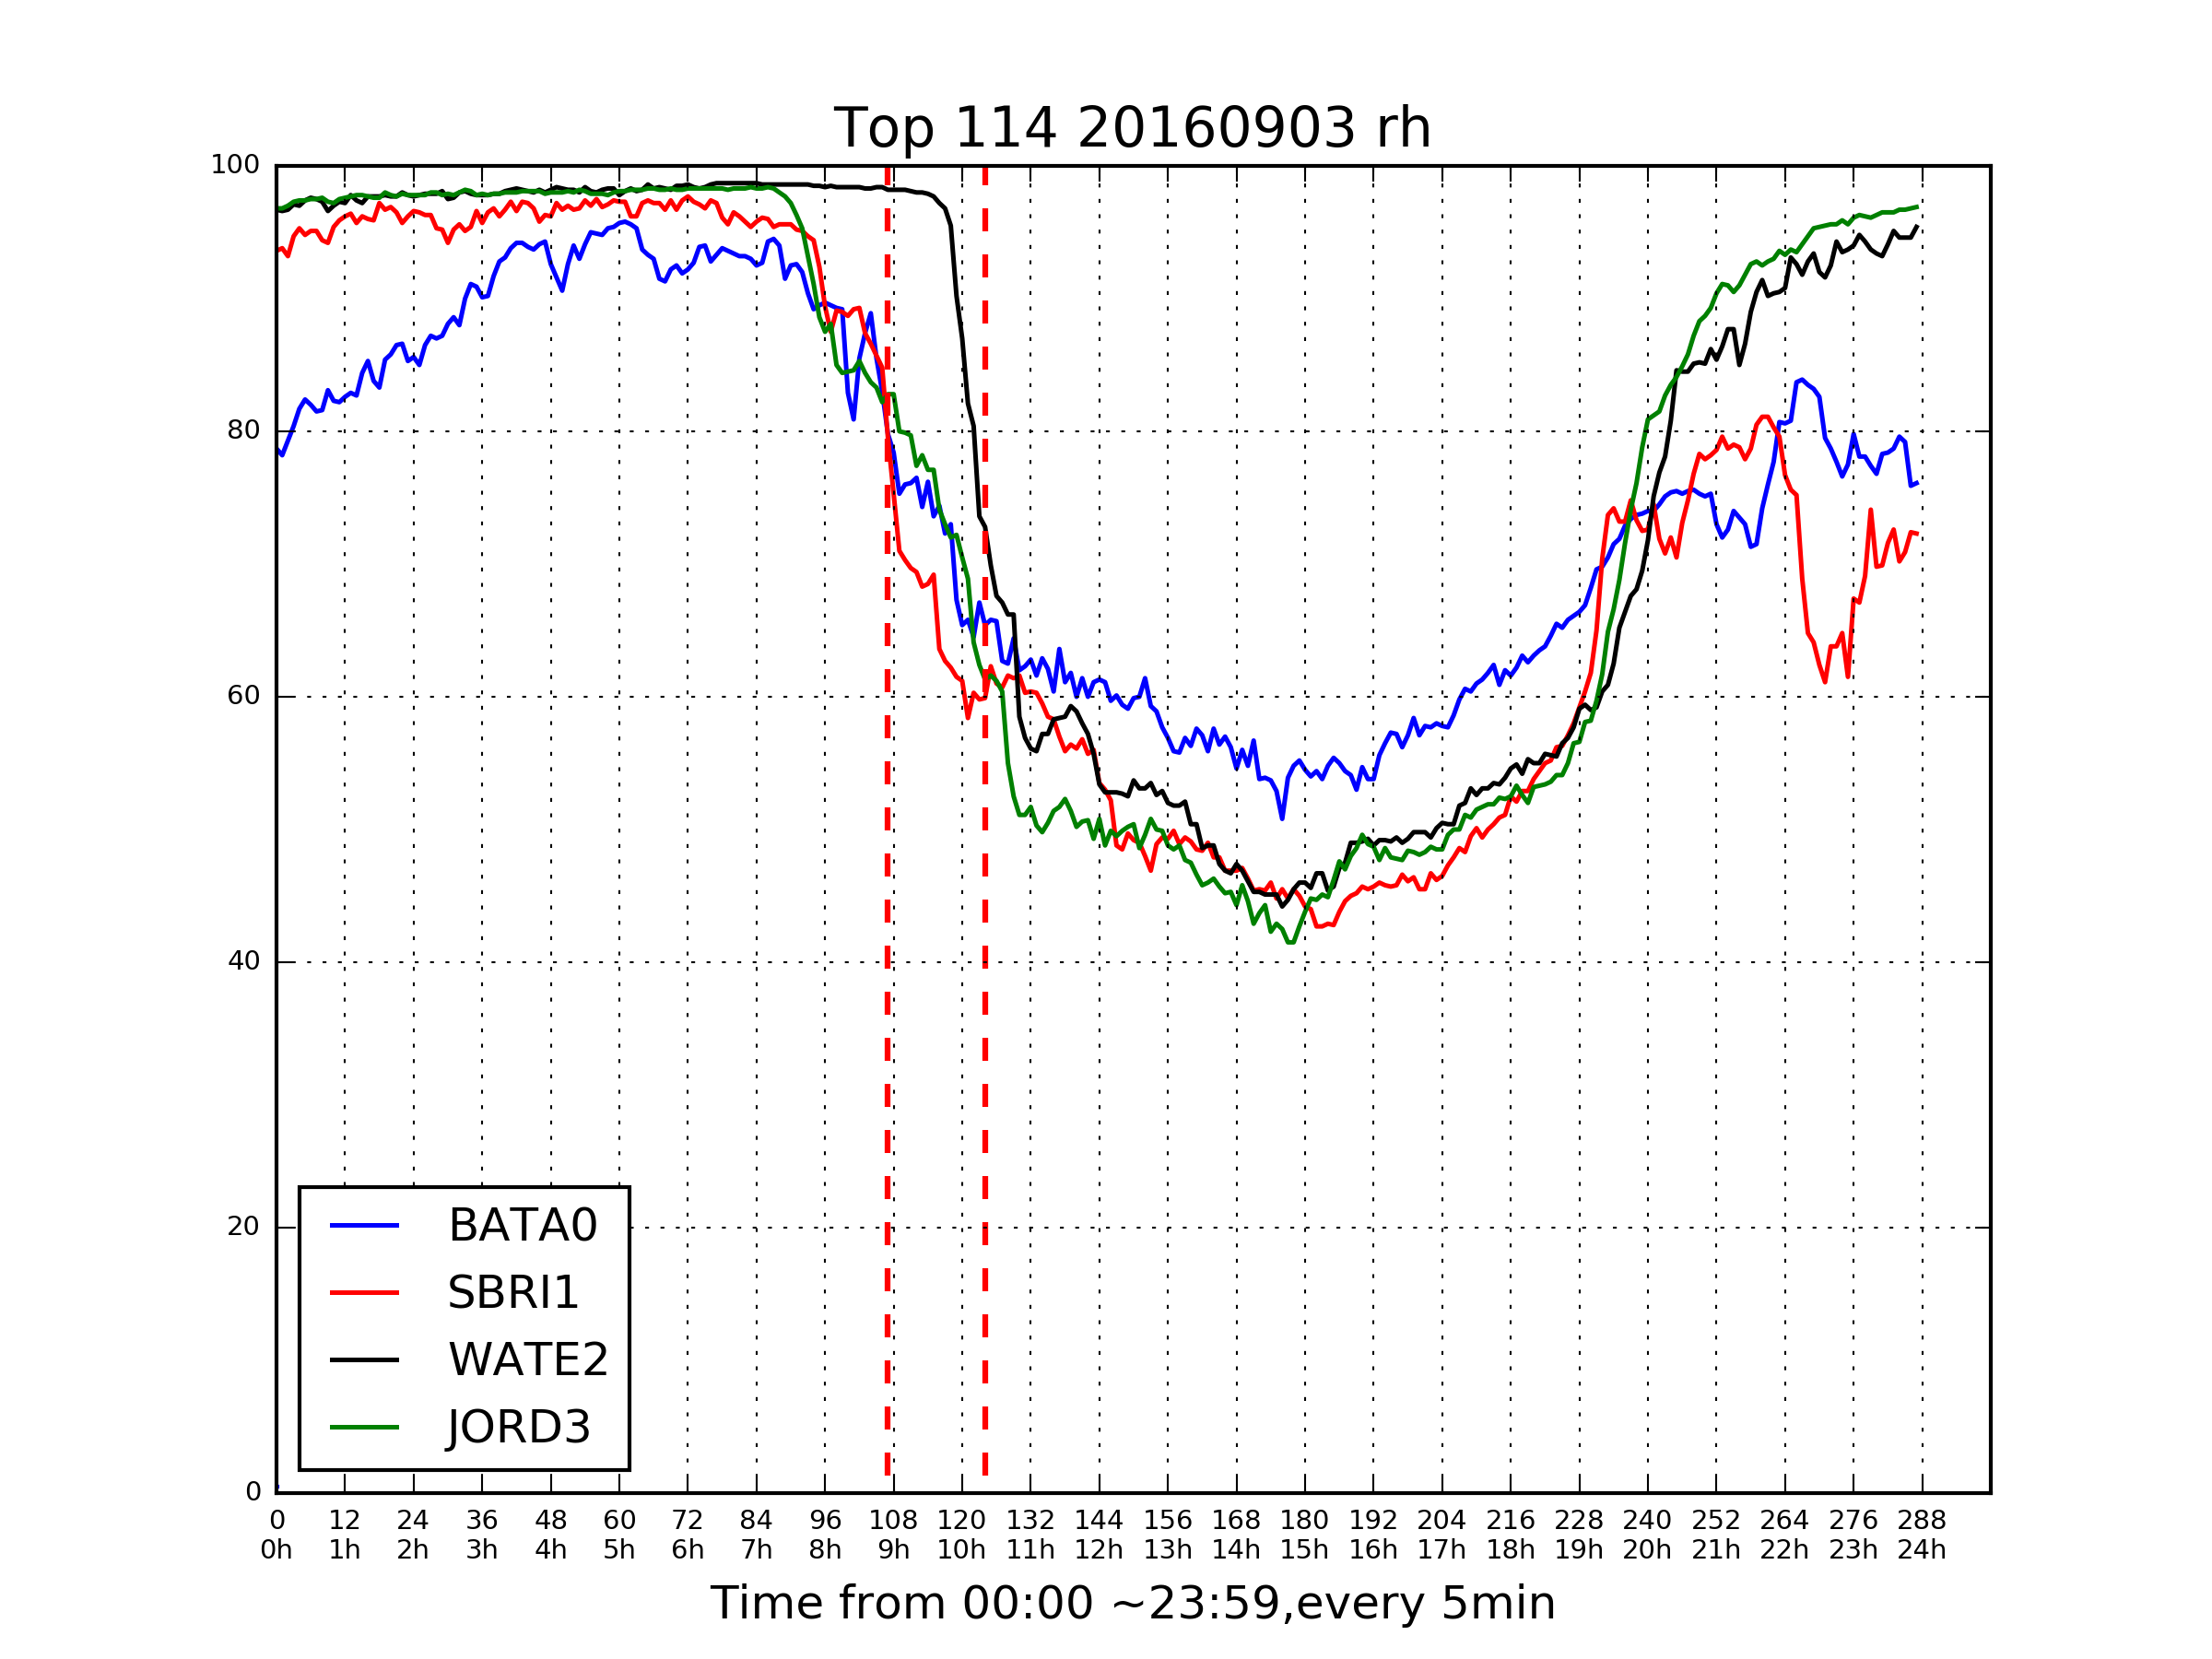 Top 114 20160903 rh
100
80
60
40
20
0
BATA0
SBRI1
WATE2
JORD3
0 12 24 36 48 60 72 84 96 108 120 132 144 156 168 180 192 204 216 228 240 252 264 276 288
0h 1h 2h 3h 4h 5h 6h 7h 8h 9h 10h 11h 12h 13h 14h 15h 16h 17h 18h 19h 20h 21h 22h 23h 24h
Time from 00:00 ~23:59,every 5min